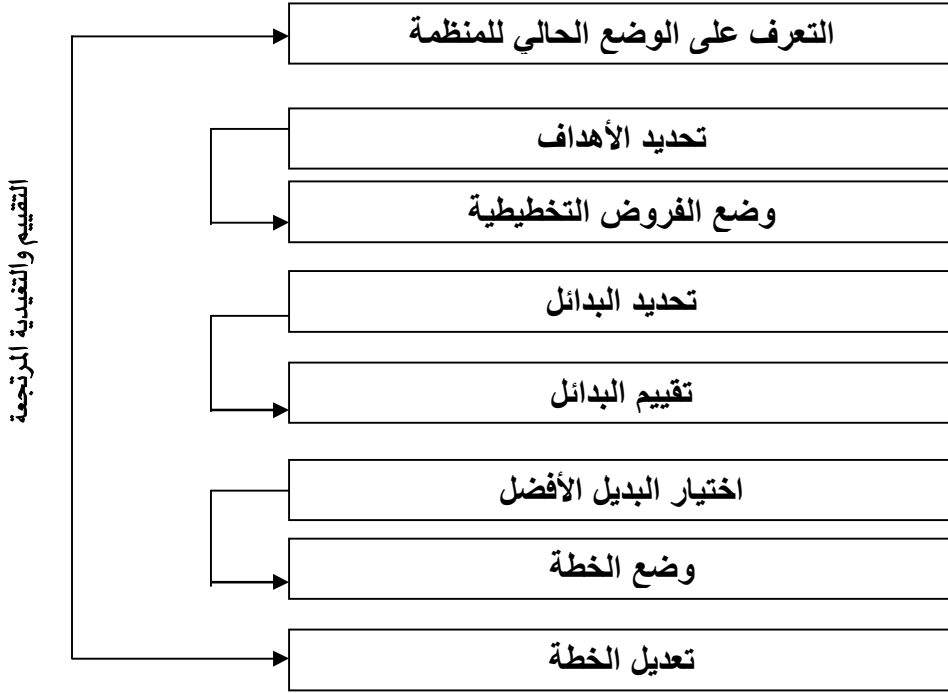 التعرف على الوضع الحالي للمنظمة
تحديد الأهداف
وضع الفروض التخطيطية
تحديد البدائل
تقييم البدائل
اختيار البديل الأفضل
وضع الخطة
تعديل الخطة
التقييم والتغيدية المرتجعة